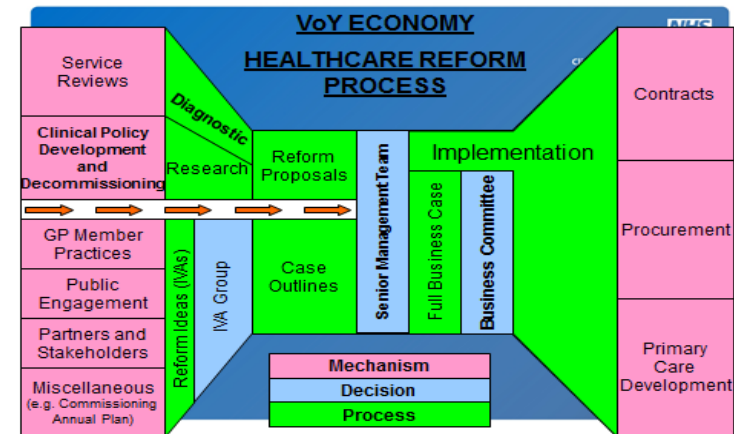 VoY ECONOMY
HEALTHCARE REFORM
PROCESS
NHS
Service
Reviews
Clinical Policy
Development
and
Decommissioning
GP Member
Practices
Public
Engagement
Partners and
Stakeholders
Miscellaneous
(e.g. Commissioning
Annual Plan)
Diagnostic
Research
Reform Ideas (IVAs)
IVA Group
Reform
Proposals
Case
Outlines
Senior Management Team
Implementation
Full Business Case
Business Committee
Contracts
Procurement
Primary
Care
Development
Mechanism
Decision
Process